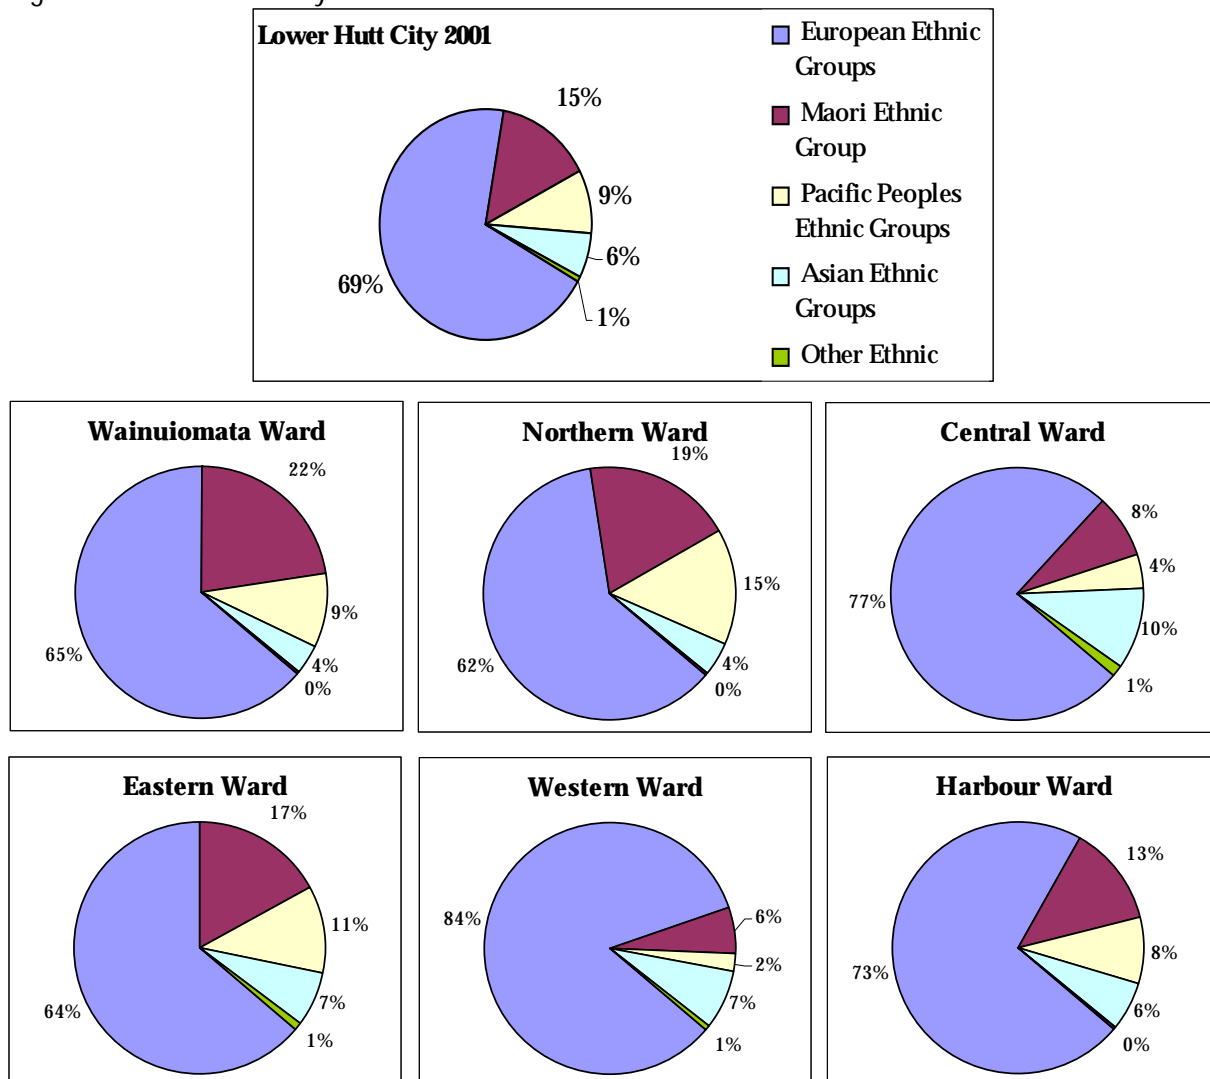 Lower Hutt City 2001
15%
9%
6%
1%
69%
European Ethnic
Groups
Maori Ethnic
Group
Pacific Peoples
Ethnic Groups
Asian Ethnic
Groups
Other Ethnic
Wainuiomata Ward
22%
9%
4%
0%
65%
Northern Ward
19%
15%
4%
0%
62%
Central Ward
8%
4%
10%
1%
77%
Eastern Ward
17%
11%
7%
1%
64%
Western Ward
6%
2%
7%
1%
84%
Harbour Ward
13%
8%
6%
0%
73%